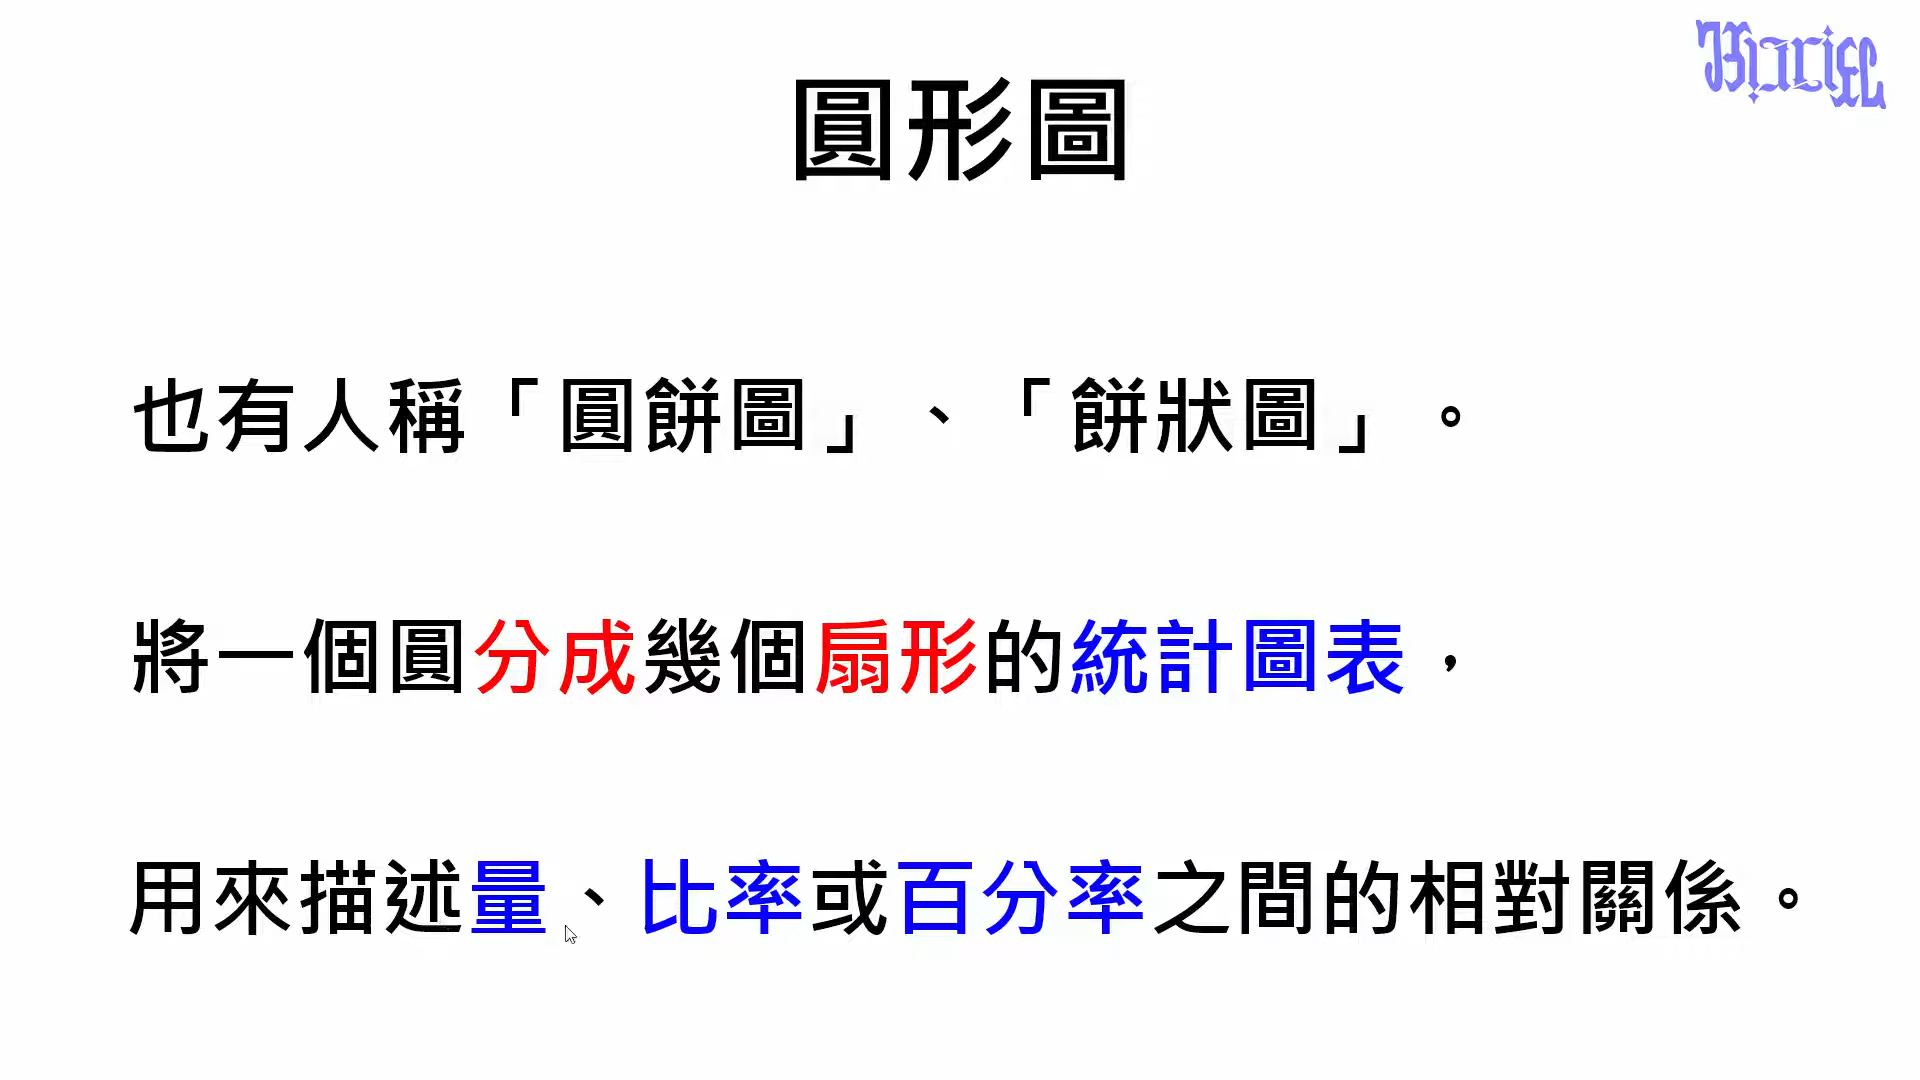 圓形圖
也有人稱「圓餅圖」、「餅狀圖」。
將一個圓分成幾個扇形的統計圖表，
用來描述量、比率或百分率之間的相對關係。